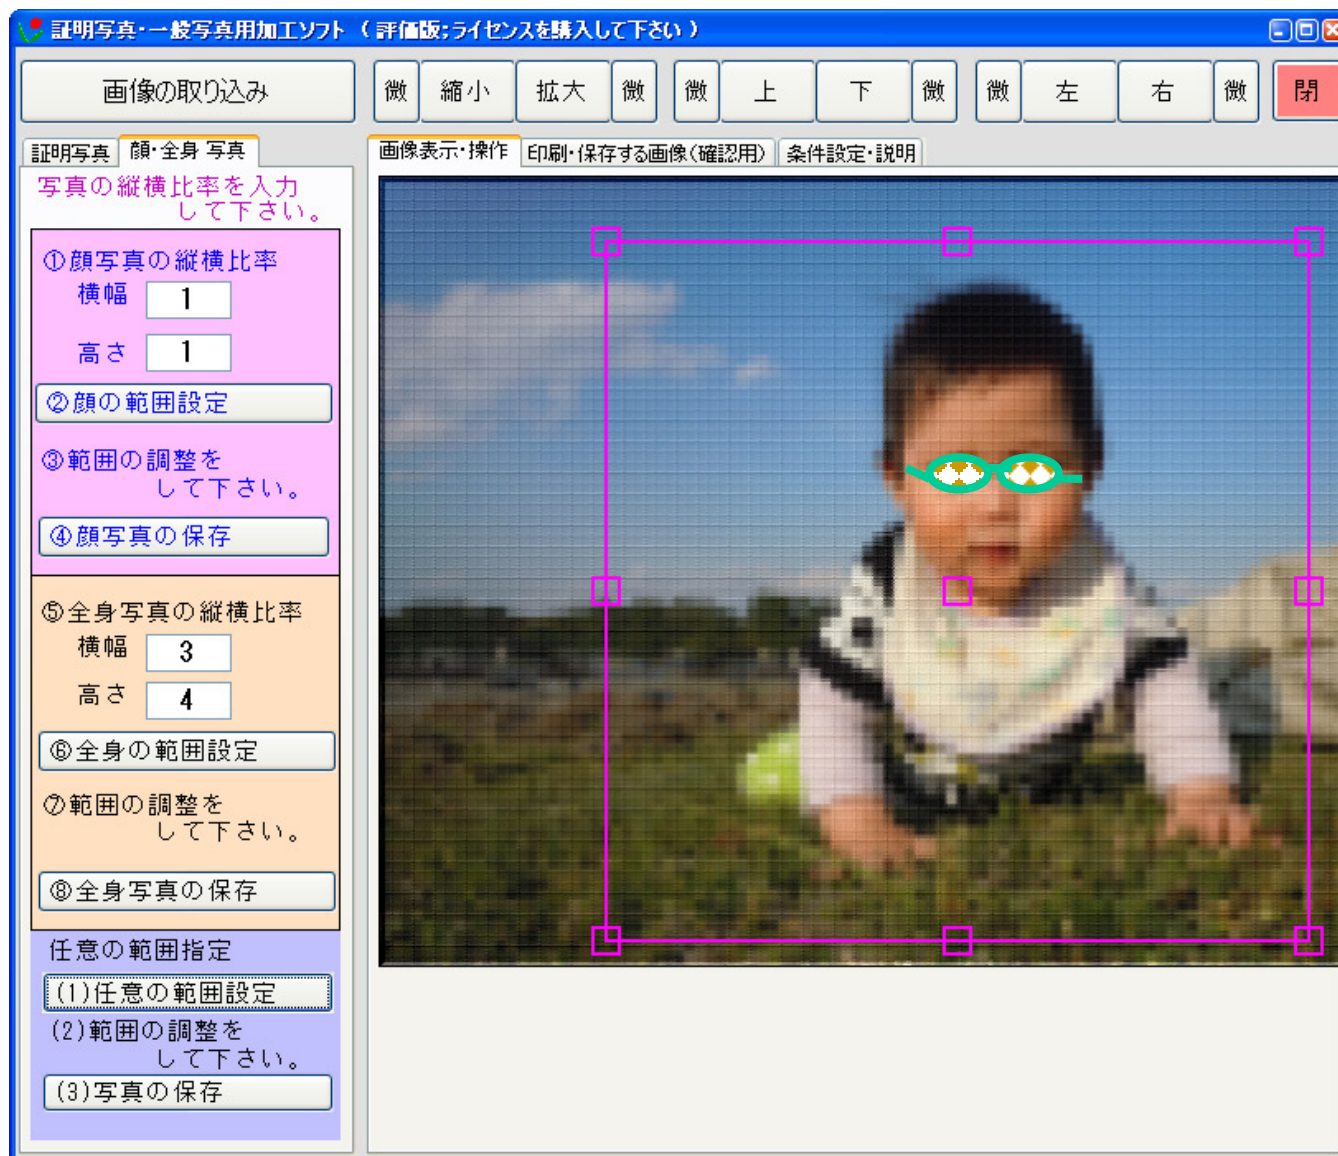 証明写真・一般写真用加工ソフト （ 評価版;ライセンスを購入して下さい ）
画像の取り込み
微 縮小 拡大 微 微 上 下 微 微 左 右 微 閉
証明写真 顔・全身 写真
画像表示・操作 印刷・保存する画像(確認用) 条件設定・説明
写真の縦横比率を入力
して下さい。
①顔写真の縦横比率
横幅 1
高さ 1
②顔の範囲設定
③範囲の調整を
して下さい。
④顔写真の保存
⑤全身写真の縦横比率
横幅 3
高さ 4
⑥全身の範囲設定
⑦範囲の調整を
して下さい。
⑧全身写真の保存
任意の範囲指定
(1)任意の範囲設定
(2)範囲の調整を
して下さい。
(3)写真の保存